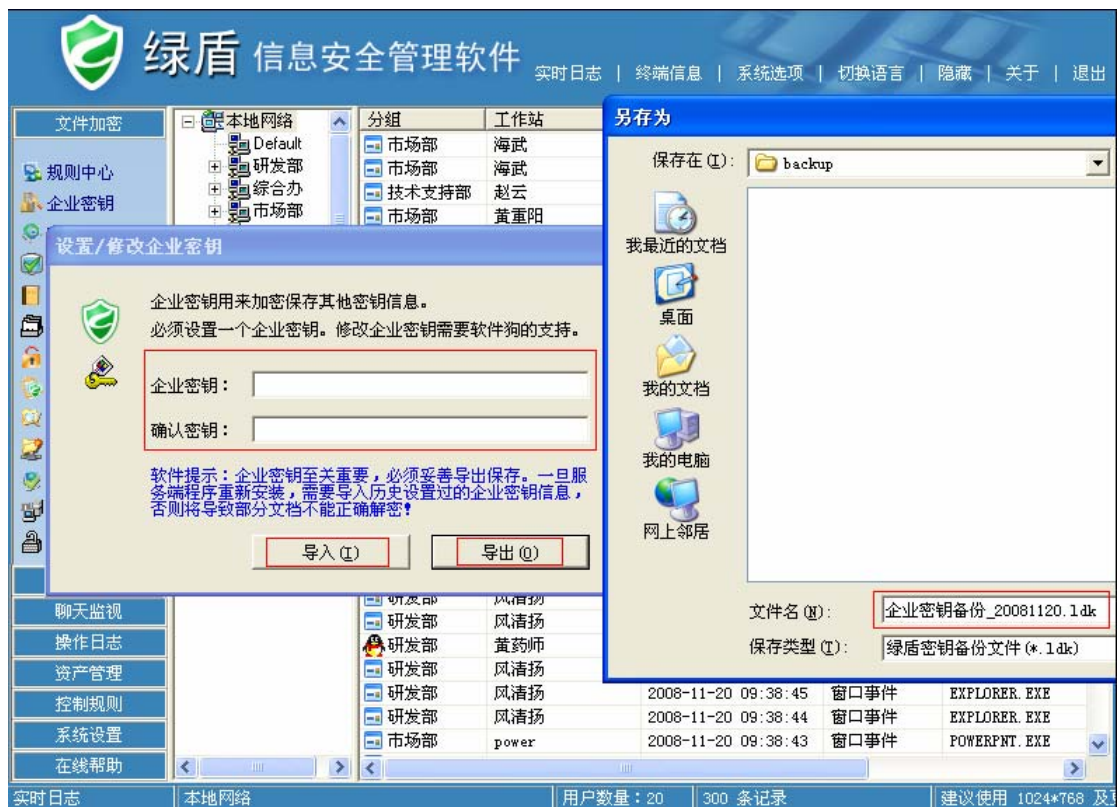 绿盾 信息安全管理软件
实时日志 | 终端信息 | 系统选项 | 切换语言 | 隐藏 | 关于 | 退出
文件加密
规则中心
企业密钥
本地网络
Default
研发部
综合办
市场部
分组 工作站
市场部 海武
市场部 海武
技术支持部 赵云
市场部 黄重阳
设置/修改企业密钥
企业密钥用来加密保存其他密钥信息。
必须设置一个企业密钥。修改企业密钥需要软件狗的支持。
企业密钥:
确认密钥:
软件提示:企业密钥至关重要,必须妥善导出保存。一旦服
务端程序重新安装,需要导入历史设置过的企业密钥信息,
否则将导致部分文档不能正确解密!
导入(I) 导出(O)
另存为
保存在(I): backup
我最近的文档
桌面
我的文档
我的电脑
网上邻居
文件名(N): 企业密钥备份_20081120.ldk
保存类型(T): 绿盾密钥备份文件(*.ldk)
聊天监视
操作日志
资产管理
控制规则
系统设置
在线帮助
研发部 风清扬
研发部 风清扬
研发部 黄药师
研发部 风清扬
研发部 风清扬 2008-11-20 09:38:45 窗口事件 EXPLORER.EXE
研发部 风清扬 2008-11-20 09:38:44 窗口事件 EXPLORER.EXE
市场部 power 2008-11-20 09:38:43 窗口事件 POWERPNT.EXE
实时日志 本地网络 用户数量:20 300 条记录 建议使用 1024*768 及